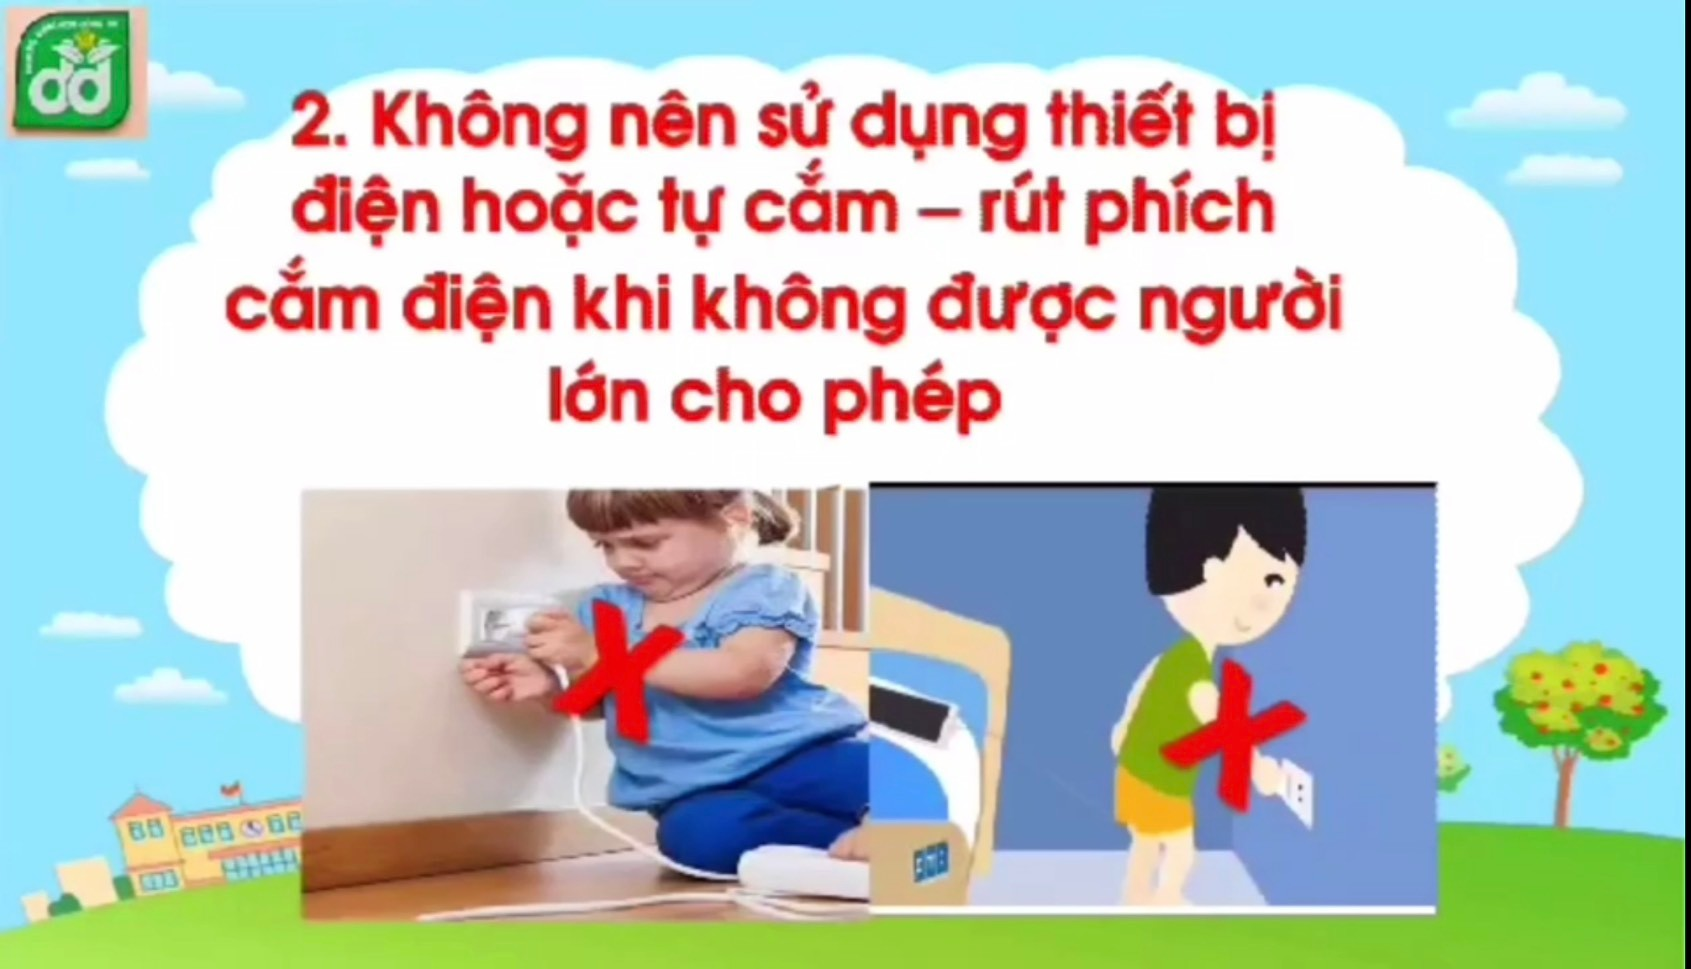 2. Không nên sử dụng thiết bị
điện hoặc tự cắm – rút phích
cắm điện khi không được người
lớn cho phép